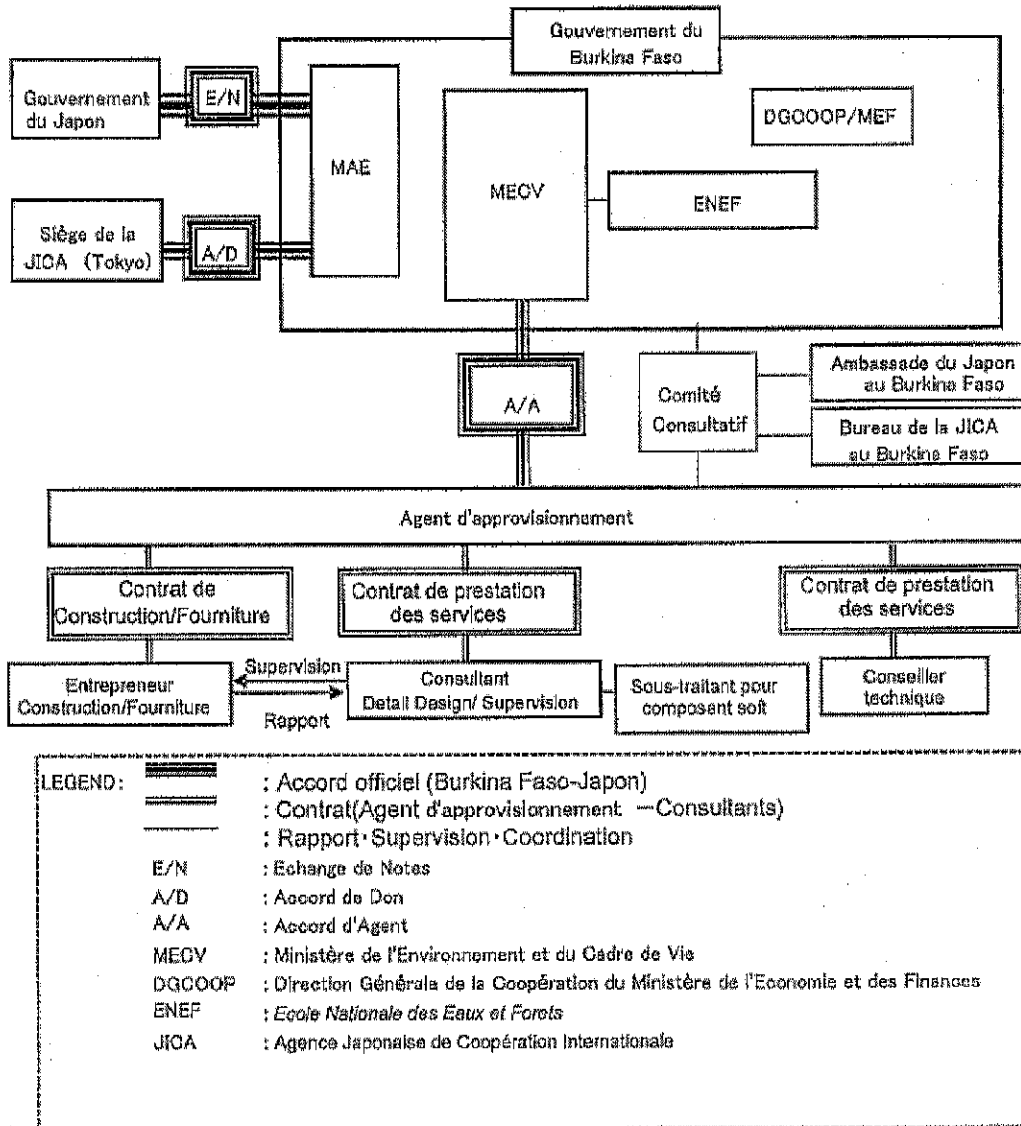 Gouvernement du
Burkina Faso
Gouvernement
du Japon
E/N
MAE
MECV
DGCOOP/MEF
ENEF
Siège de la
JICA (Tokyo)
A/D
A/A
Comité
Consultatif
Ambassade du Japon
au Burkina Faso
Bureau de la JICA
au Burkina Faso
Agent d'approvisionnement
Contrat de
Construction/Fourniture
Contrat de prestation
des services
Contrat de prestation
des services
Entrepreneur
Construction/Fourniture
Supervision
Rapport
Consultant
Detail Design/ Supervision
Sous-traitant pour
composant soft
Conseiller
technique
LEGEND:
: Accord officiel (Burkina Faso-Japon)
: Contrat(Agent d'approvisionnement －Consultants)
: Rapport・Supervision・Coordination
E/N : Echange de Notes
A/D : Accord de Don
A/A : Accord d'Agent
MECV : Ministère de l'Environnement et du Cadre de Vie
DGCOOP : Direction Générale de la Coopération du Ministère de l'Economie et des Finances
ENEF : Ecole Nationale des Eaux et Forets
JICA : Agence Japonaise de Coopération Internationale